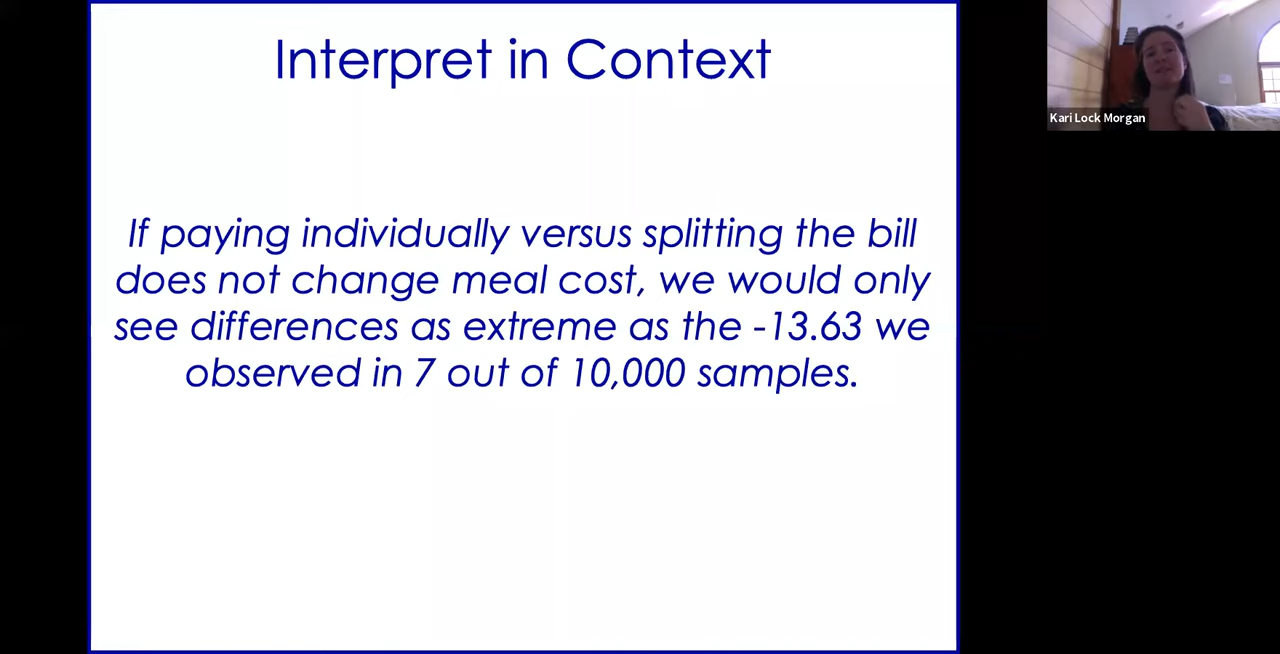 Interpret in Context
If paying individually versus splitting the bill
does not change meal cost, we would only
see differences as extreme as the -13.63 we
observed in 7 out of 10,000 samples.
Kari Lock Morgan